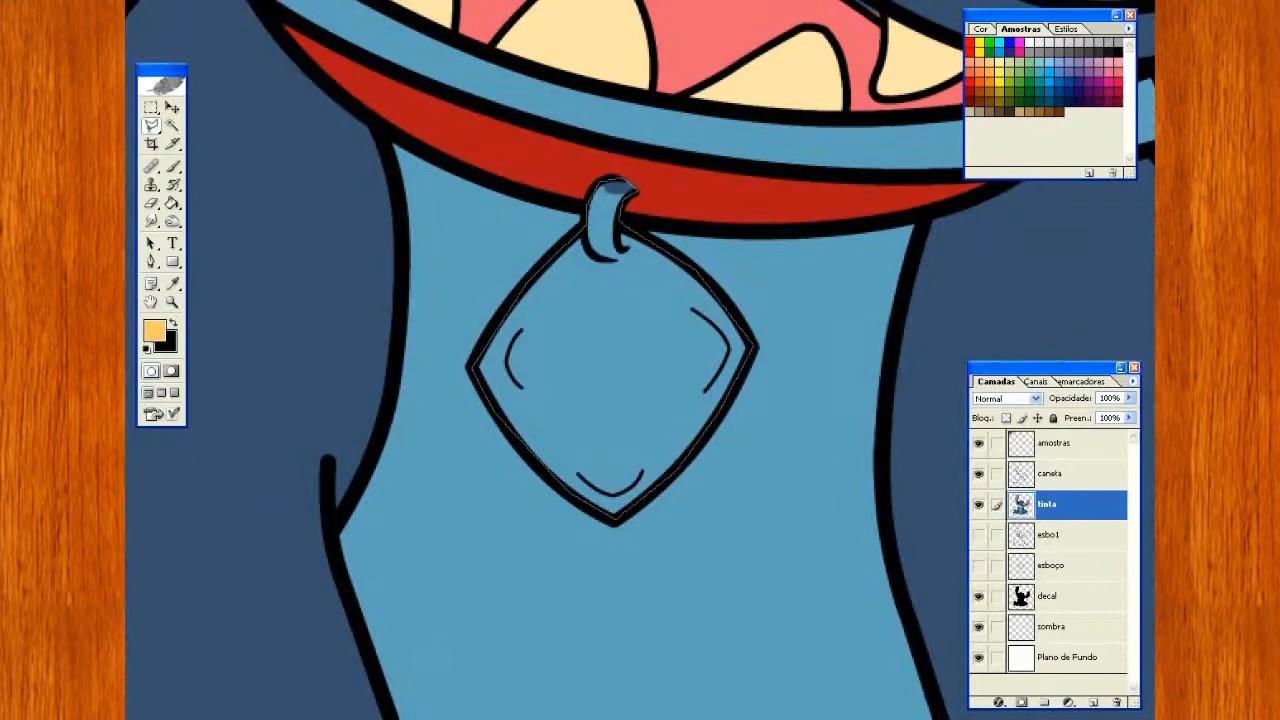 Cor Amostras Estilos
T
Camadas Canais emarcadores
Normal Opacidade: 100%
Bloq.: Preen.: 100%
amostras
caneta
tinta
esbo1
esboço
decal
sombra
Plano de Fundo